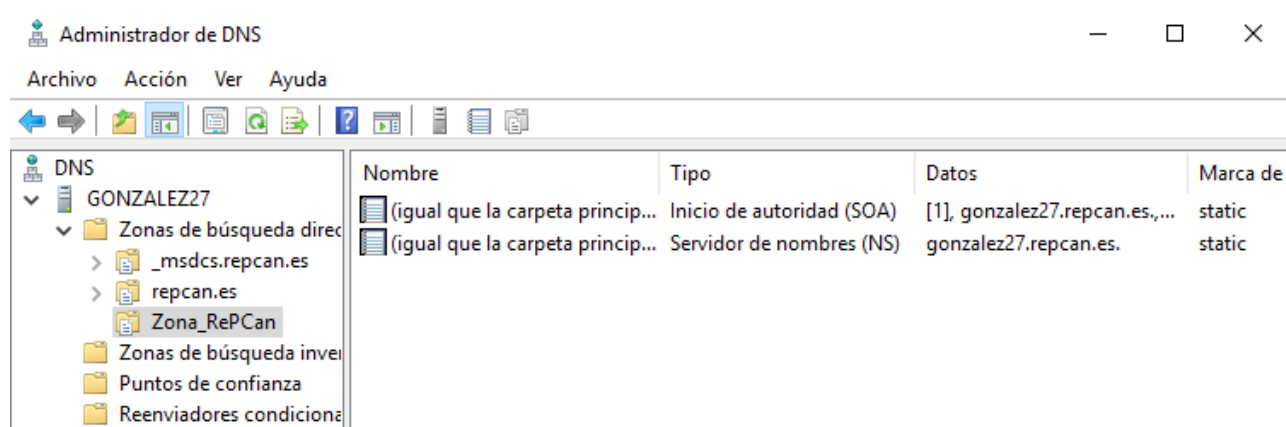 Administrador de DNS
Archivo Acción Ver Ayuda
DNS
GONZALEZ27
Zonas de búsqueda direc
_msdcs.repcan.es
repcan.es
Zona_RePCan
Zonas de búsqueda inver
Puntos de confianza
Reenviadores condiciona
Nombre Tipo Datos Marca de
(igual que la carpeta princip... Inicio de autoridad (SOA) [1], gonzalez27.repcan.es.,... static
(igual que la carpeta princip... Servidor de nombres (NS) gonzalez27.repcan.es. static